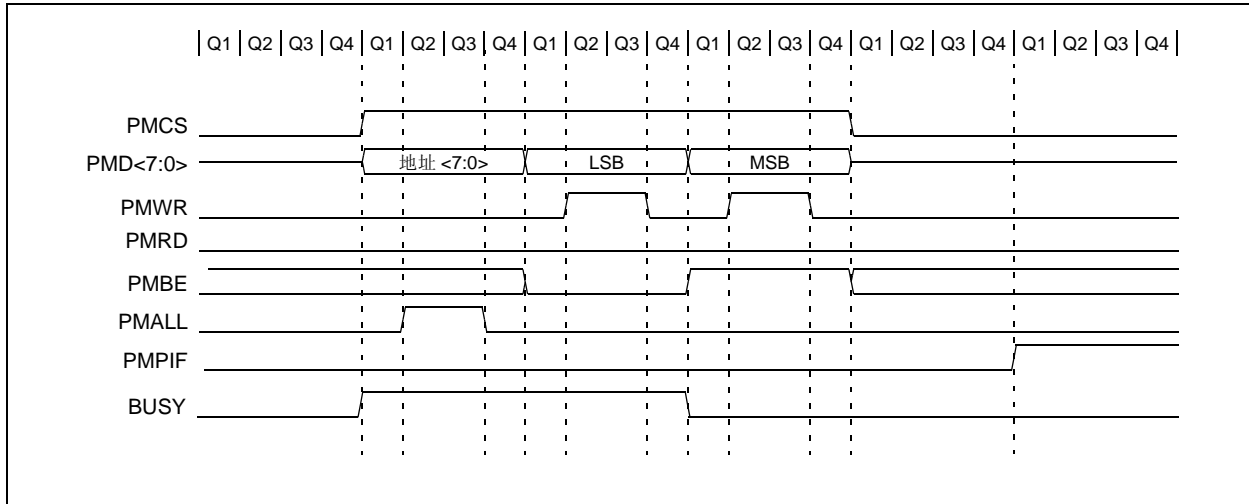 Q1 Q2 Q3 Q4 Q1 Q2 Q3 Q4 Q1 Q2 Q3 Q4 Q1 Q2 Q3 Q4 Q1 Q2 Q3 Q4 Q1 Q2 Q3 Q4
PMCS
PMD<7:0> 地址 <7:0> LSB MSB
PMWR
PMRD
PMBE
PMALL
PMPIF
BUSY